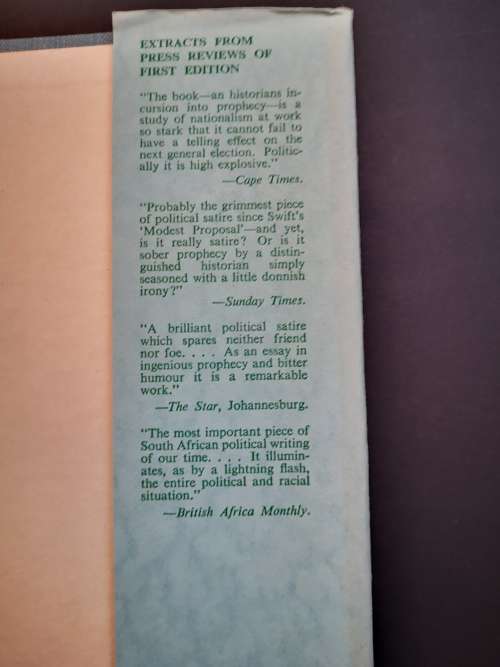 EXTRACTS FROM
PRESS REVIEWS OF
FIRST EDITION
"The book—an historians in-
cursion into prophecy—is a
study of nationalism at work
so stark that it cannot fail to
have a telling effect on the
next general election. Politic-
ally it is high explosive."
—Cape Times.
"Probably the grimmest piece
of political satire since Swift's
'Modest Proposal'—and yet,
is it really satire? Or is it
sober prophecy by a distin-
guished historian simply
seasoned with a little donnish
irony?"
—Sunday Times.
"A brilliant political satire
which spares neither friend
nor foe. . . . As an essay in
ingenious prophecy and bitter
humour it is a remarkable
work."
—The Star, Johannesburg.
"The most important piece of
South African political writing
of our time. . . . It illumin-
ates, as by a lightning flash,
the entire political and racial
situation."
—British Africa Monthly.